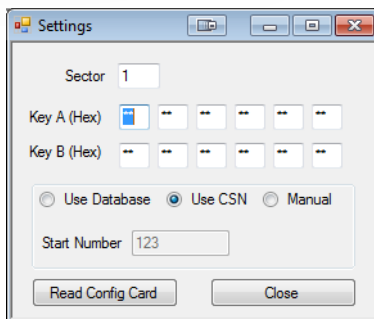 Settings
Sector 1
Key A (Hex) ** ** ** ** ** **
Key B (Hex) ** ** ** ** ** **
Use Database Use CSN Manual
Start Number 123
Read Config Card Close